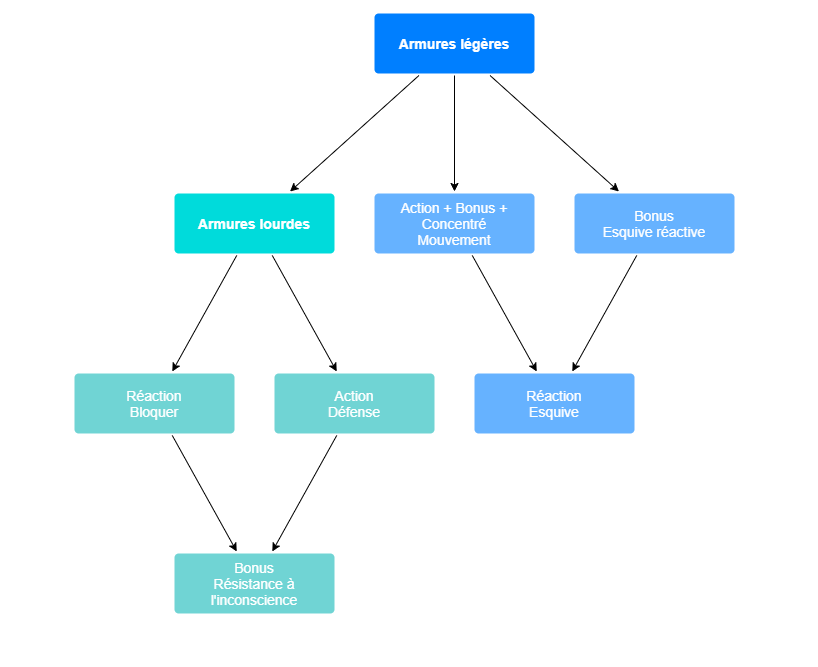 Armures légères
Armures lourdes
Action + Bonus +
Concentré
Mouvement
Bonus
Esquive réactive
Réaction
Bloquer
Action
Défense
Réaction
Esquive
Bonus
Résistance à
l'inconscience